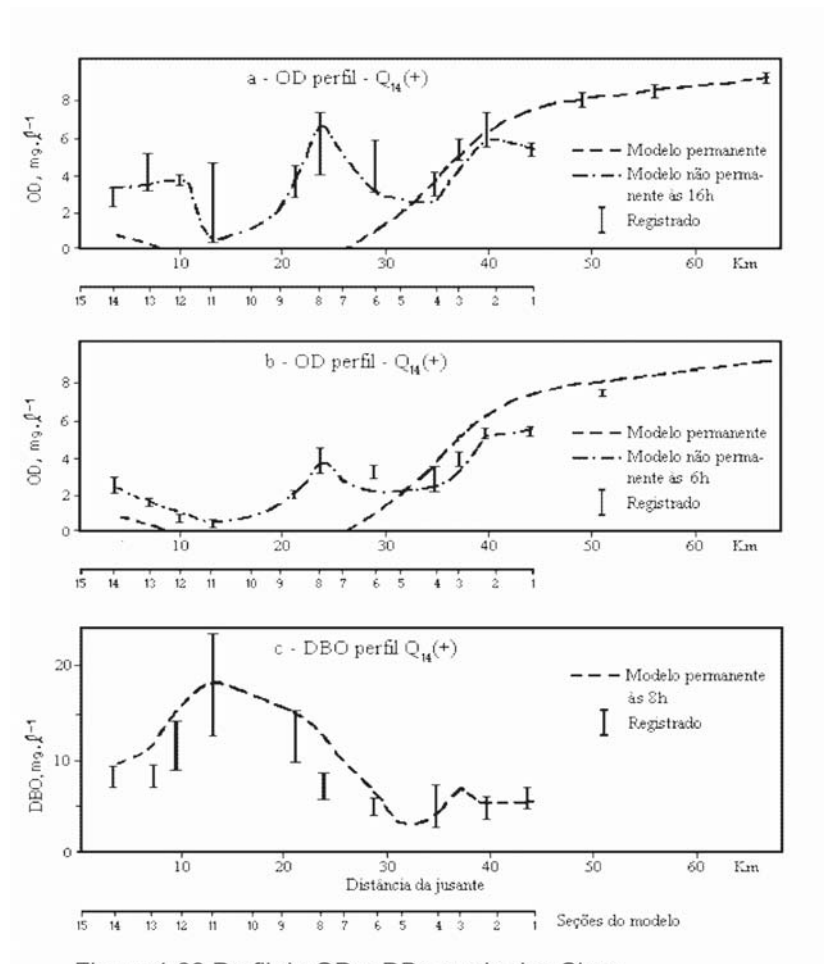 a - OD perfil - Q14(+)
OD, mg.l-1
8
6
4
2
0
10
20
30
40
50
60
Km
Modelo permanente
Modelo não perma-
nente às 16h
Registrado
15 14 13 12 11 10 9 8 7 6 5 4 3 2 1
b - OD perfil - Q14(+)
OD, mg.l-1
8
6
4
2
0
10
20
30
40
50
60
Km
Modelo permanente
Modelo não perma-
nente às 6h
Registrado
15 14 13 12 11 10 9 8 7 6 5 4 3 2 1
c - DBO perfil Q14(+)
DBO, mg.l-1
20
10
0
10
20
30
40
50
60
Km
Modelo permanente
às 8h
Registrado
Distância da jusante
15 14 13 12 11 10 9 8 7 6 5 4 3 2 1
Seções do modelo